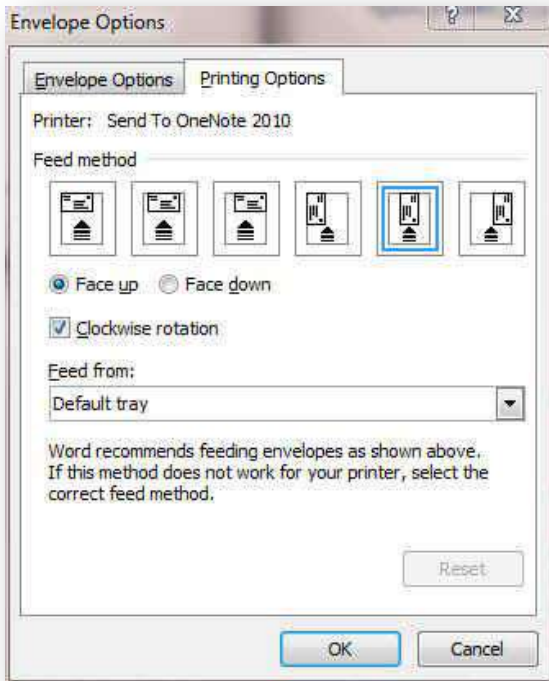 Envelope Options
Envelope Options Printing Options
Printer: Send To OneNote 2010
Feed method
Face up Face down
Clockwise rotation
Feed from:
Default tray
Word recommends feeding envelopes as shown above.
If this method does not work for your printer, select the
correct feed method.
Reset
OK Cancel